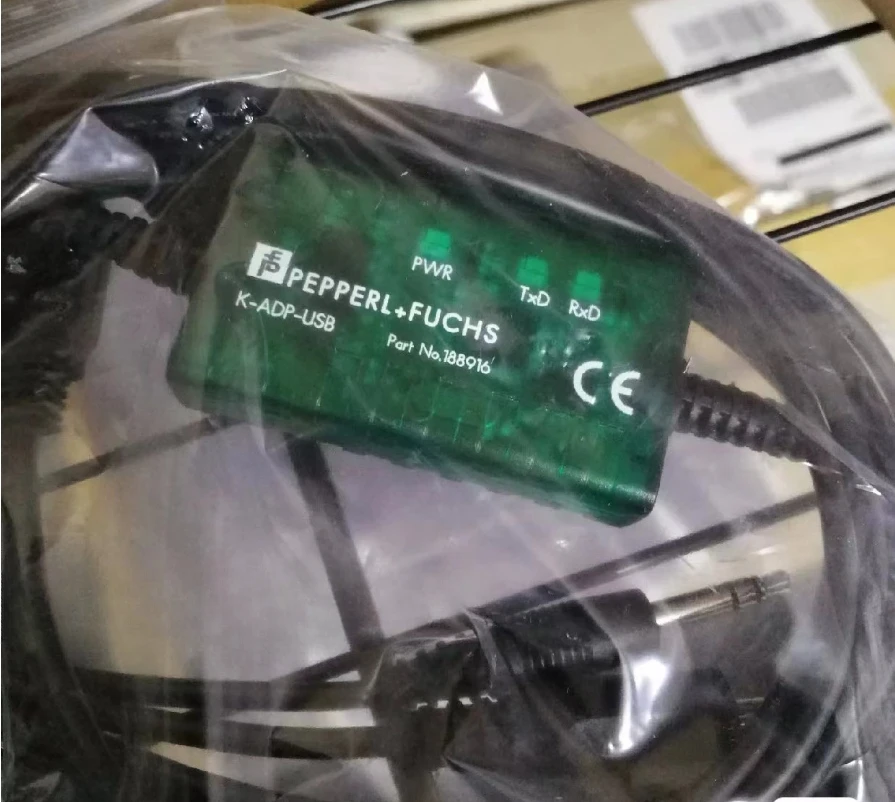 PWR
TxD
RxD
PEPPERL+FUCHS
K-ADP-USB
Part No.188916
CE